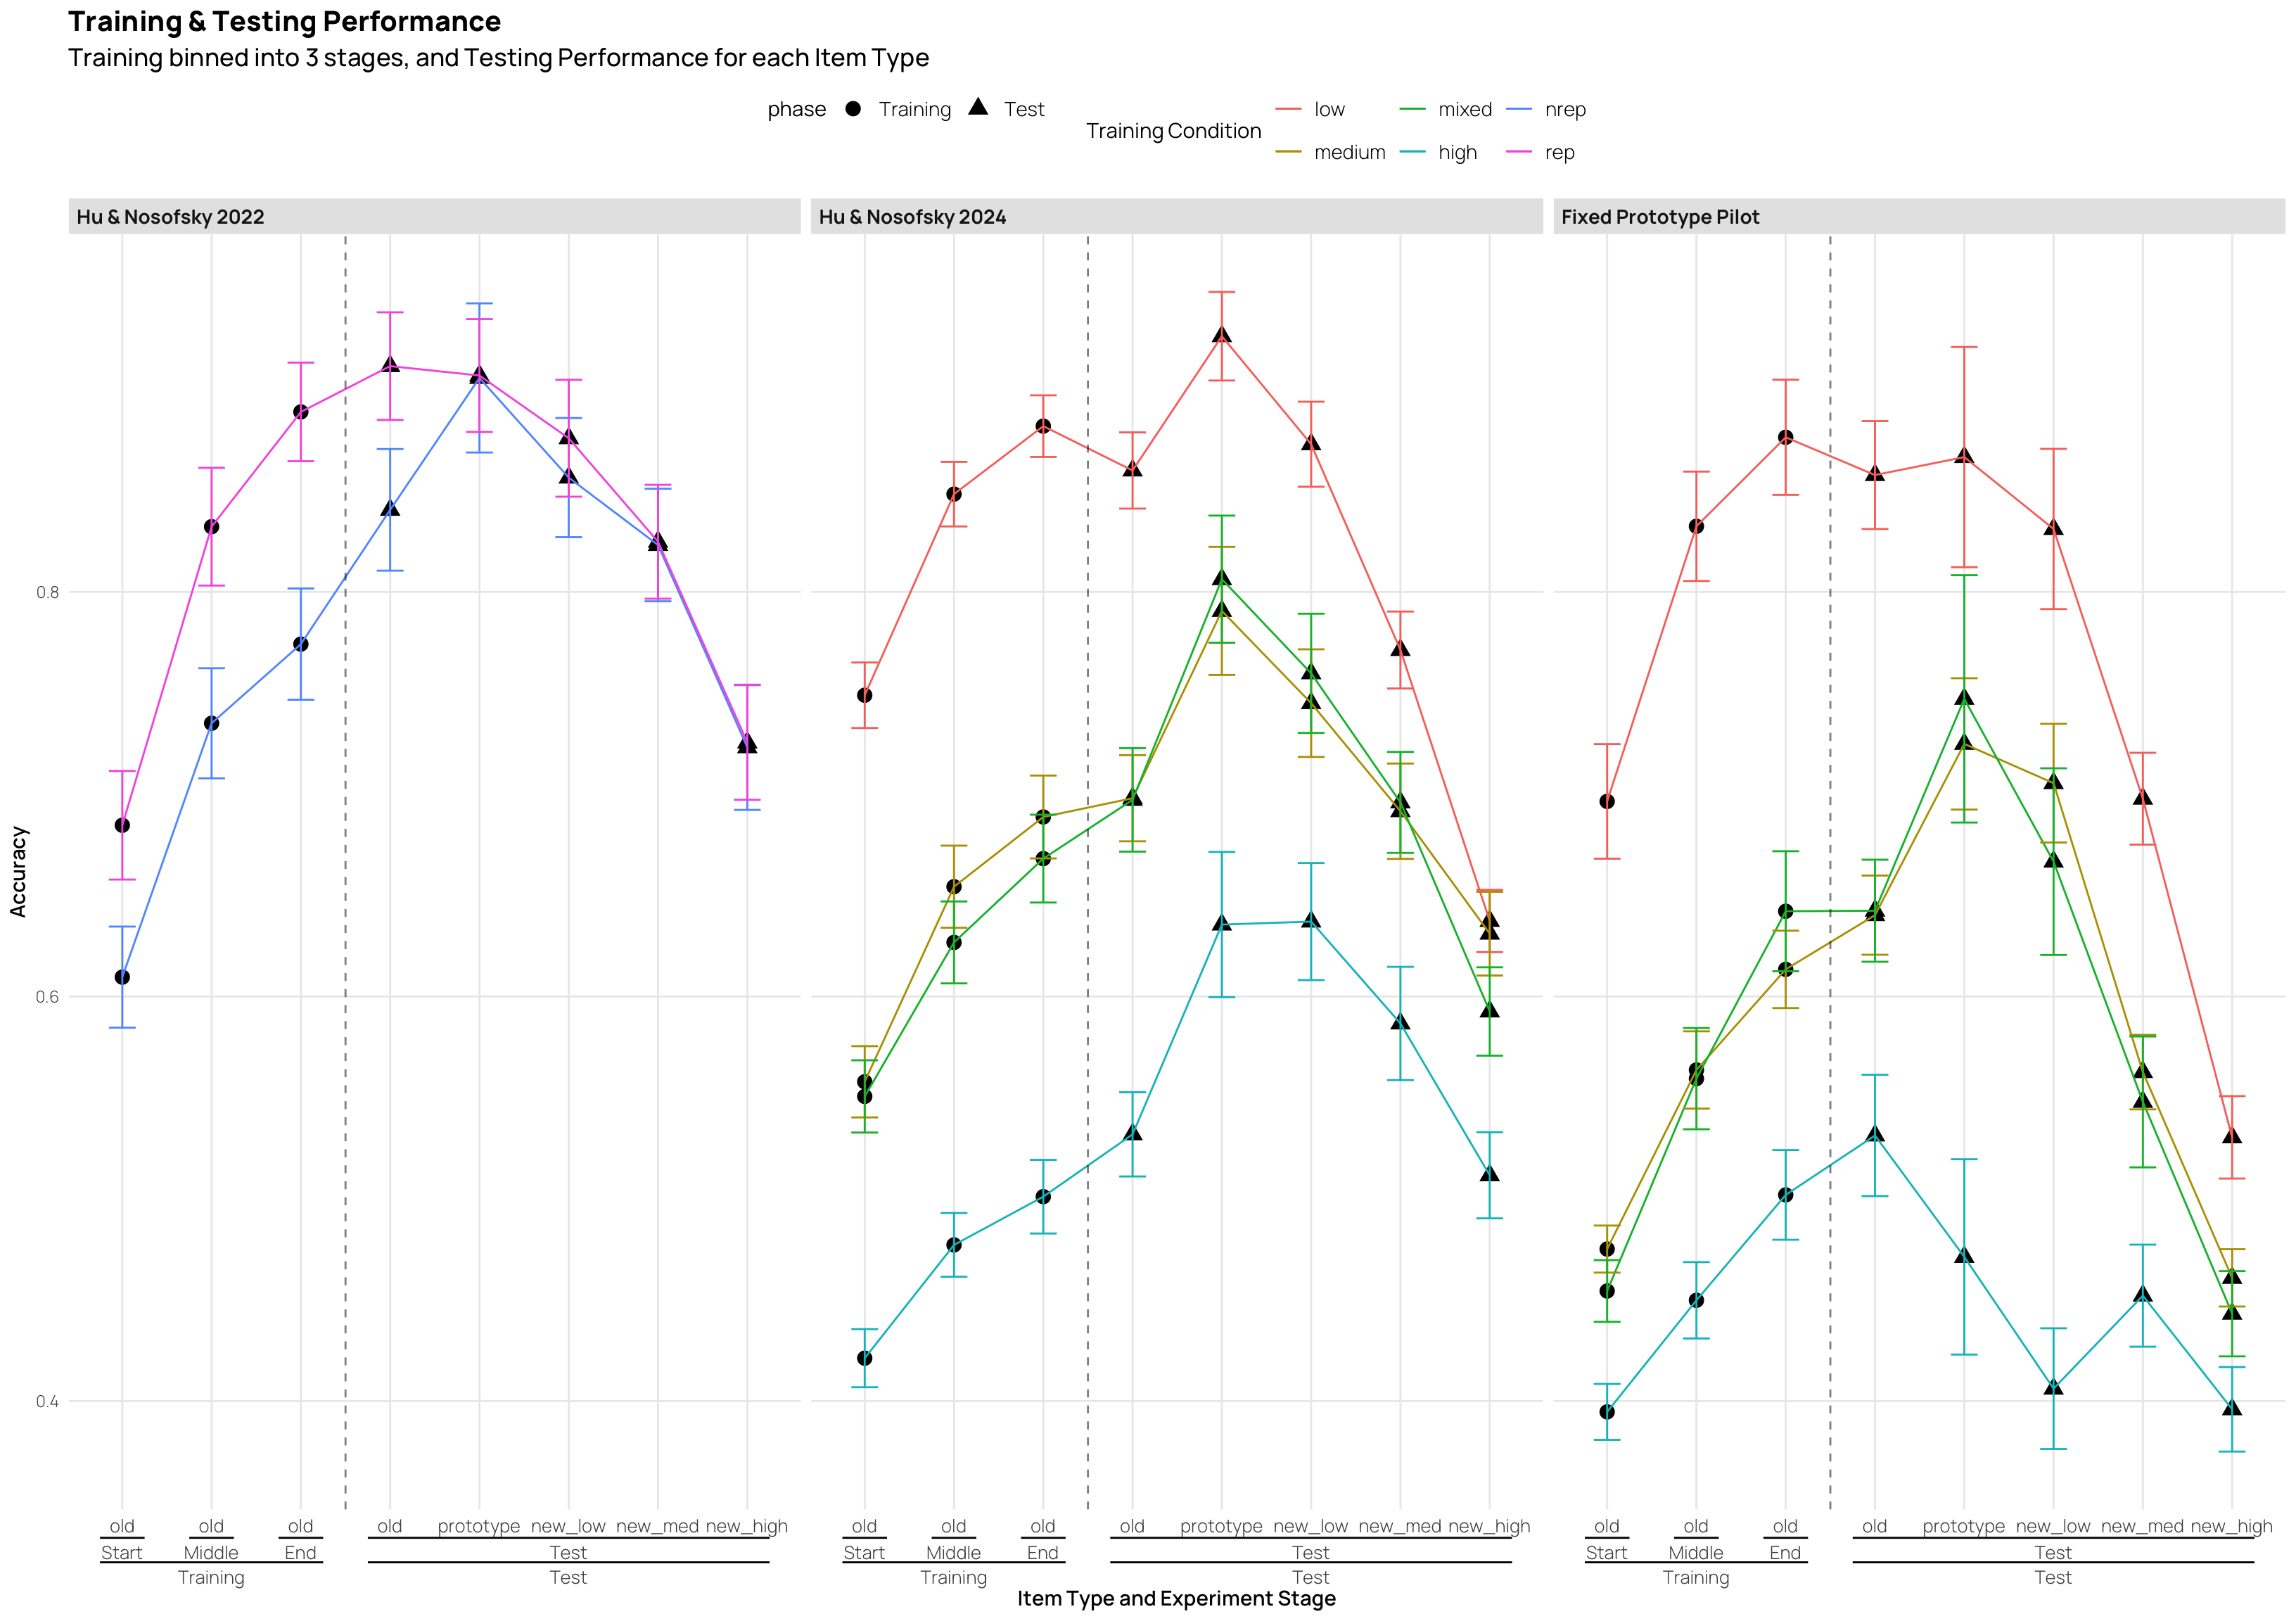 Training & Testing Performance
Training binned into 3 stages, and Testing Performance for each Item Type
phase Training Test
Training Condition
low mixed nrep
medium high rep
Hu & Nosofsky 2022
Hu & Nosofsky 2024
Fixed Prototype Pilot
Accuracy
0.8
0.6
0.4
old old old old prototype new_low new_med new_high
Start Middle End Test
Training Test
old old old old prototype new_low new_med new_high
Start Middle End Test
Training Test
old old old old prototype new_low new_med new_high
Start Middle End Test
Training Test
Item Type and Experiment Stage